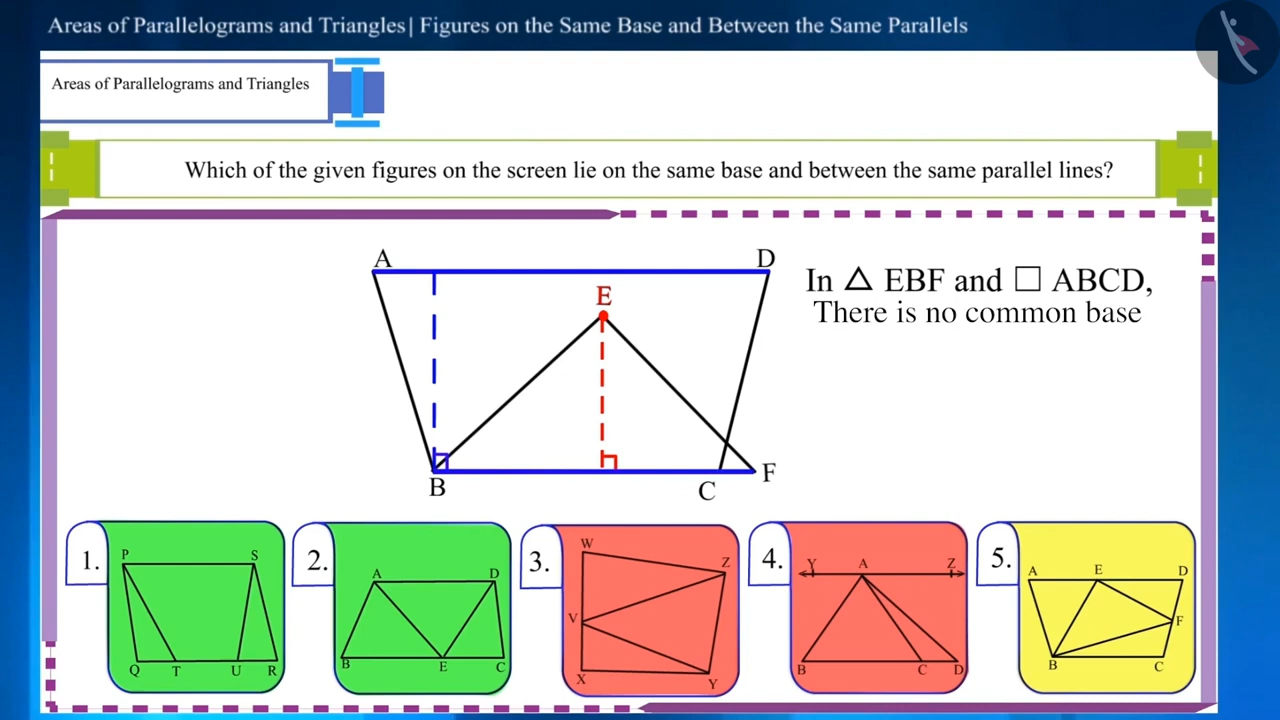 Areas of Parallelograms and Triangles| Figures on the Same Base and Between the Same Parallels
Areas of Parallelograms and Triangles
Which of the given figures on the screen lie on the same base and between the same parallel lines?
A D
E
In △ EBF and □ ABCD,
There is no common base
B C F
1.
P S
Q T U R
2.
A D
B E C
3.
W
Z
V
X Y
4.
Y A Z
B C D
5.
A E D
F
B C